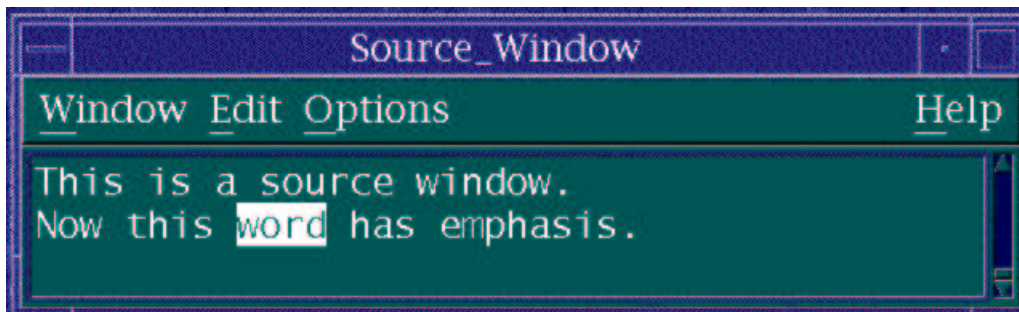 Source_Window
Window Edit Options Help
This is a source window.
Now this word has emphasis.